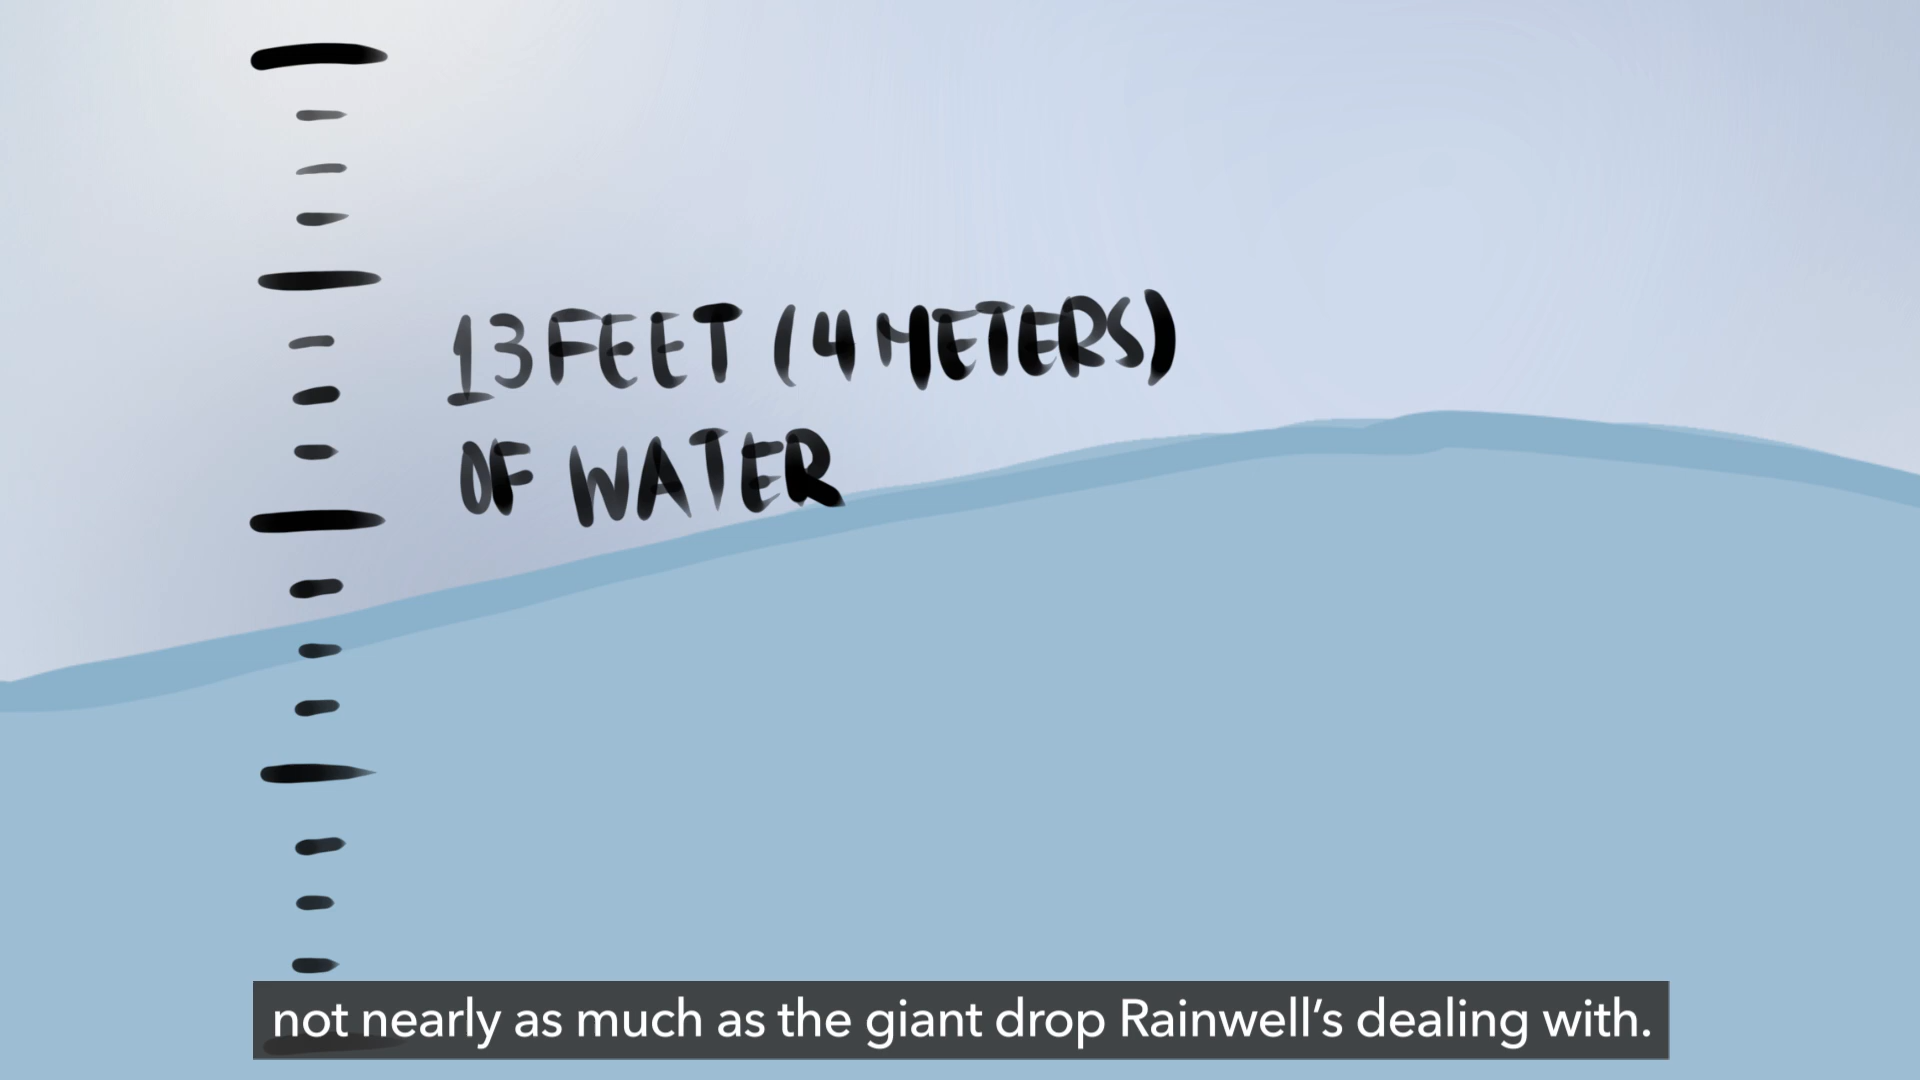 13 FEET (4 METERS)
OF WATER
not nearly as much as the giant drop Rainwell’s dealing with.